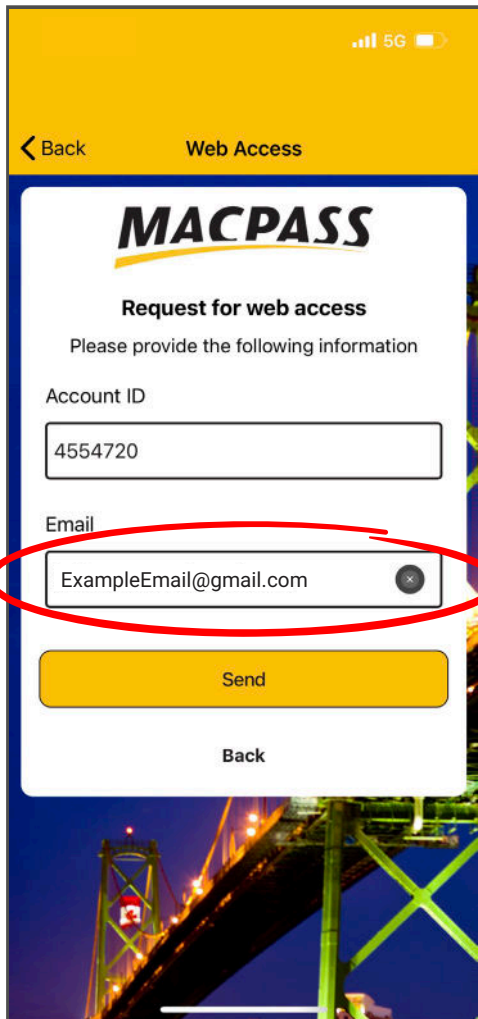 5G
Back Web Access
MACPASS
Request for web access
Please provide the following information
Account ID
4554720
Email
ExampleEmail@gmail.com
Send
Back